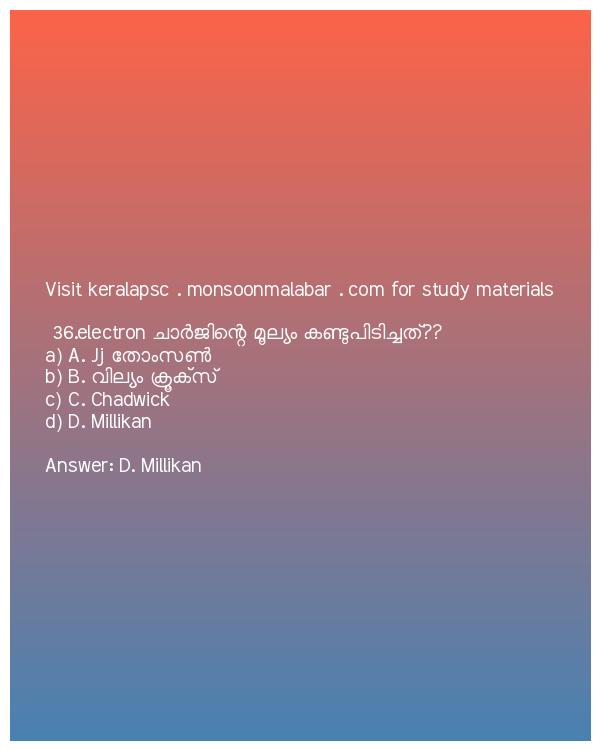 Visit keralapsc . monsoonmalabar . com for study materials
36.electron ചാർജിന്റെ മൂല്യം കണ്ടുപിടിച്ചത്??
a) A. Jj തോംസൺ
b) B. വില്യം ക്രൂക്സ്
c) C. Chadwick
d) D. Millikan
Answer: D. Millikan